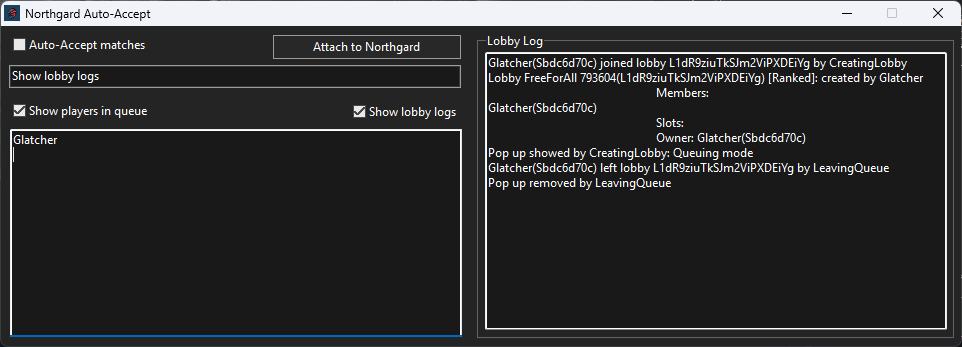 Northgard Auto-Accept
Auto-Accept matches
Attach to Northgard
Show lobby logs
Show players in queue
Show lobby logs
Glatcher
Lobby Log
Glatcher(Sbdc6d70c) joined lobby L1dR9ziuTkSJm2ViPXDEiYg by CreatingLobby
Lobby FreeForAll 793604(L1dR9ziuTkSJm2ViPXDEiYg) [Ranked]: created by Glatcher
Members:
Glatcher(Sbdc6d70c)
Slots:
Owner: Glatcher(Sbdc6d70c)
Pop up showed by CreatingLobby: Queuing mode
Glatcher(Sbdc6d70c) left lobby L1dR9ziuTkSJm2ViPXDEiYg by LeavingQueue
Pop up removed by LeavingQueue